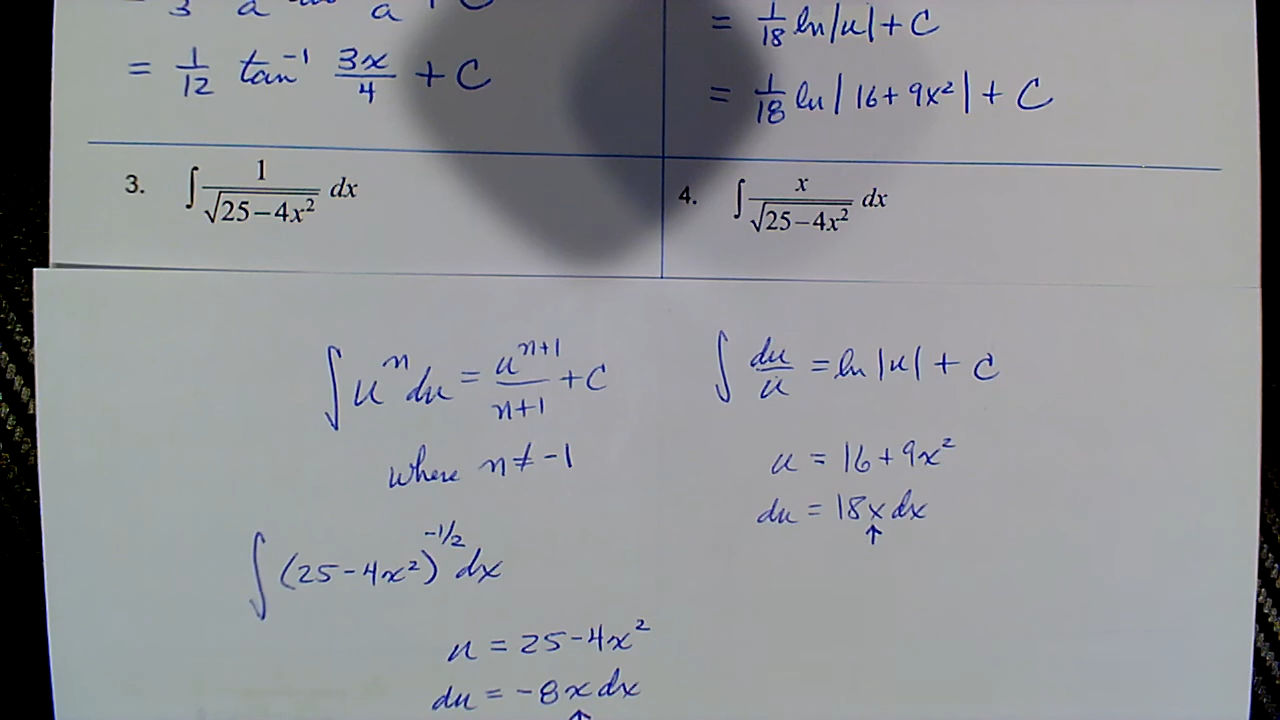 3 a a + C
= 1/12 tan⁻¹ 3x/4 + C
= 1/18 ln|u| + C
= 1/18 ln|16 + 9x²| + C
3. ∫ 1/√(25 − 4x²) dx
4. ∫ x/√(25 − 4x²) dx
∫ uⁿ du = uⁿ⁺¹/(n+1) + C
where n ≠ -1
∫ (25 - 4x²)^(-1/2) dx
u = 25 - 4x²
du = -8x dx
↑
∫ du/u = ln|u| + C
u = 16 + 9x²
du = 18x dx
↑